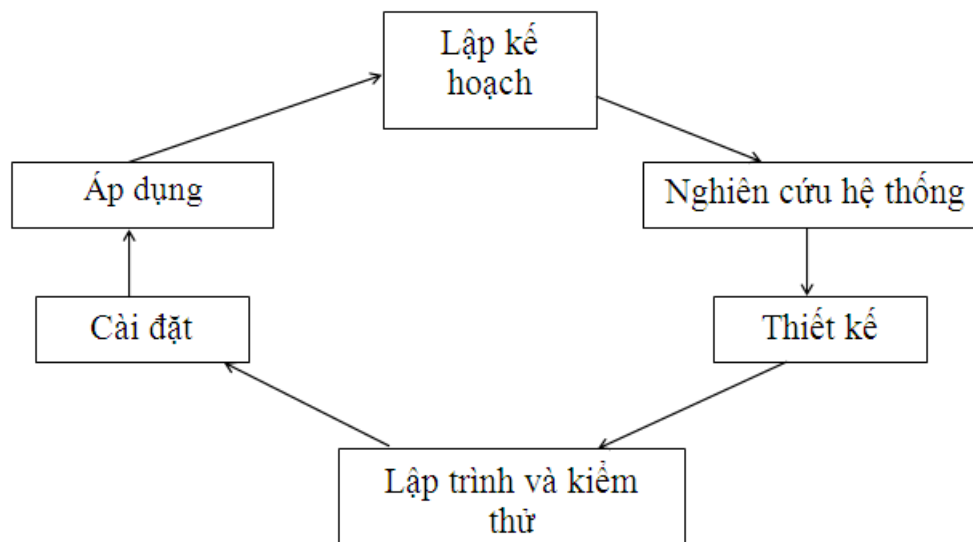 Lập kế
hoạch
Áp dụng
Nghiên cứu hệ thống
Cài đặt
Thiết kế
Lập trình và kiểm
thử